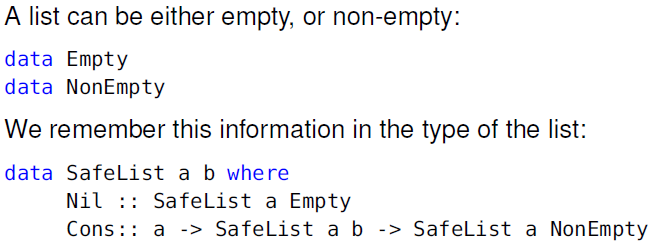 A list can be either empty, or non-empty:
data Empty
data NonEmpty
We remember this information in the type of the list:
data SafeList a b where
Nil :: SafeList a Empty
Cons:: a -> SafeList a b -> SafeList a NonEmpty